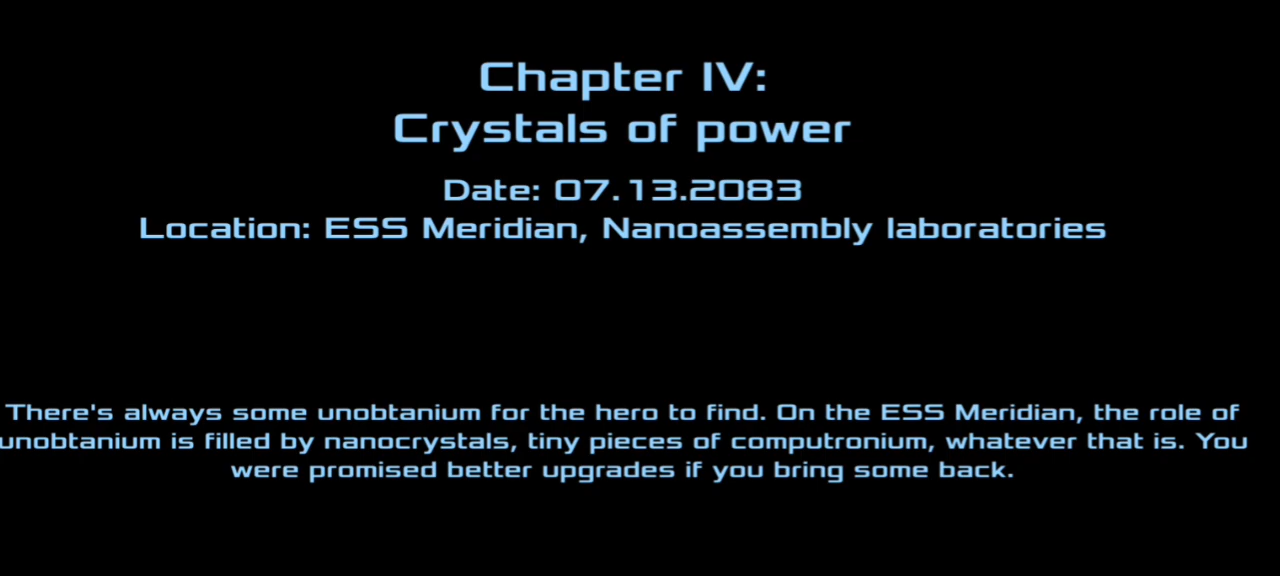 Chapter IV:
Crystals of power
Date: 07.13.2083
Location: ESS Meridian, Nanoassembly laboratories
There's always some unobtanium for the hero to find. On the ESS Meridian, the role of
unobtanium is filled by nanocrystals, tiny pieces of computronium, whatever that is. You
were promised better upgrades if you bring some back.